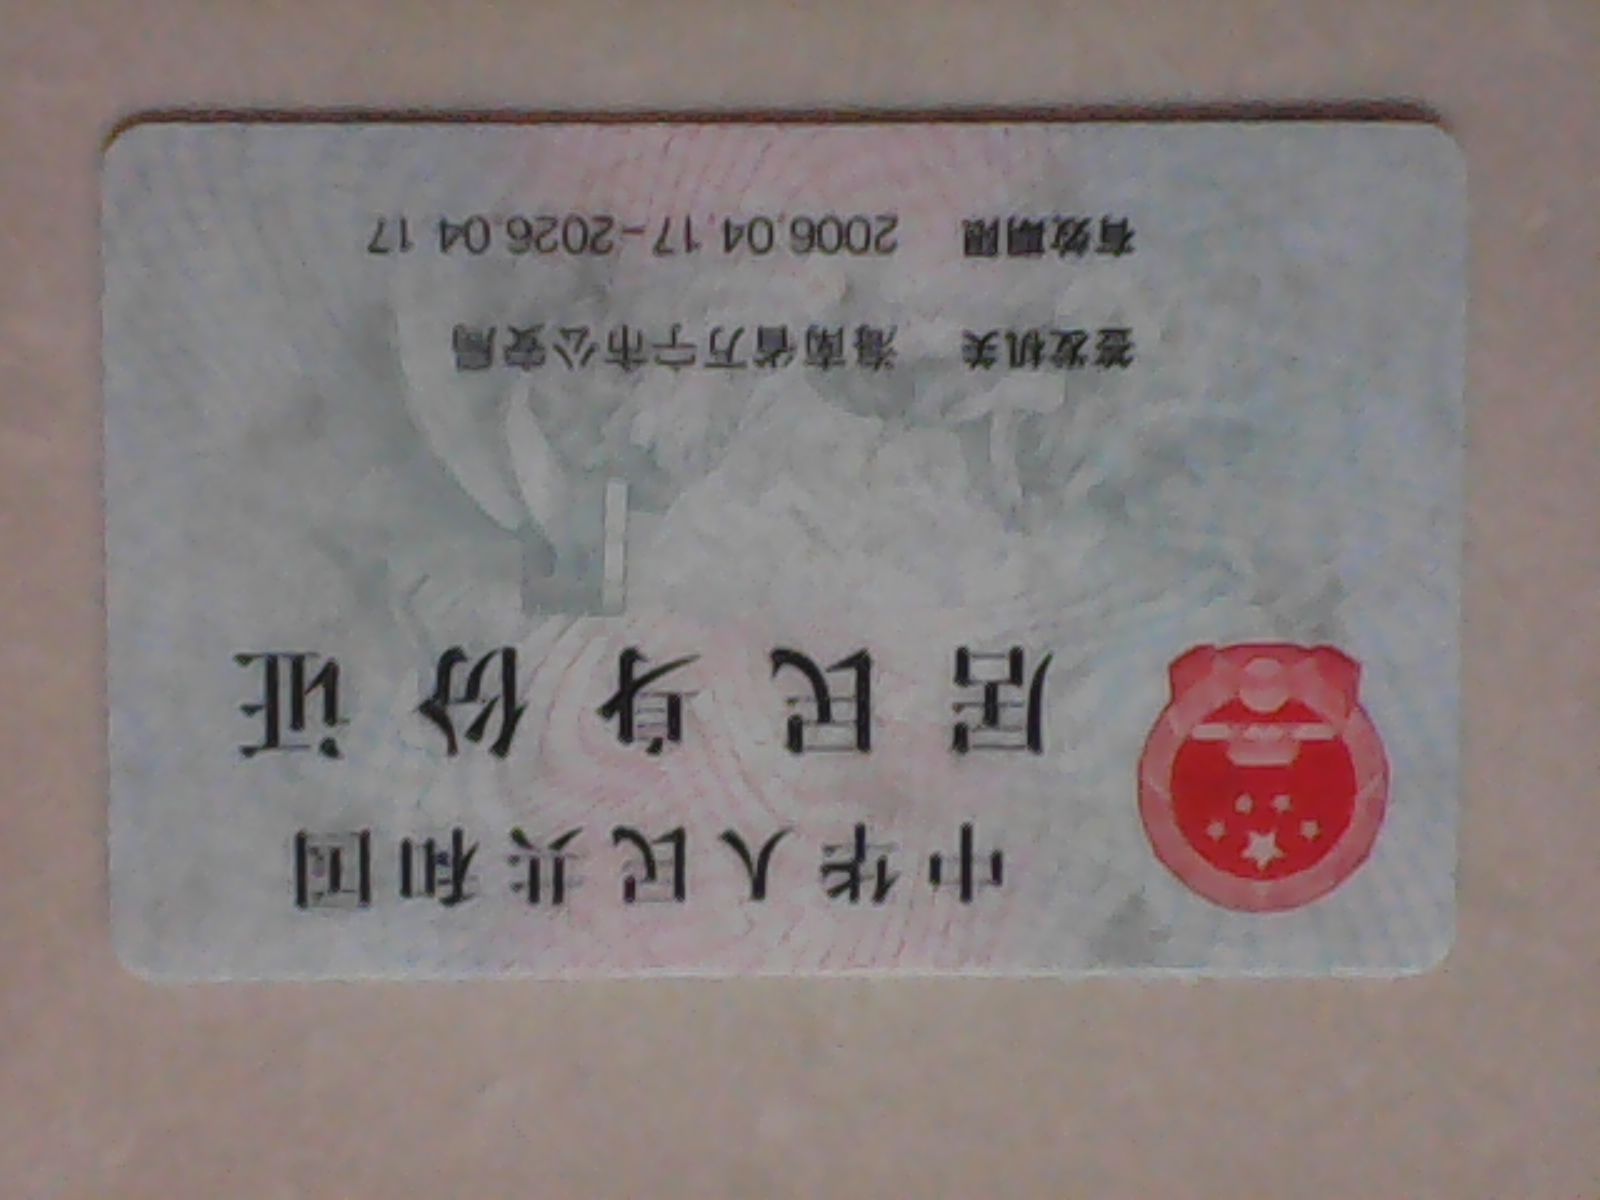 中华人民共和国
居民身份证
签发机关 海南省万宁市公安局
有效期限 2006.04.17-2026.04.17